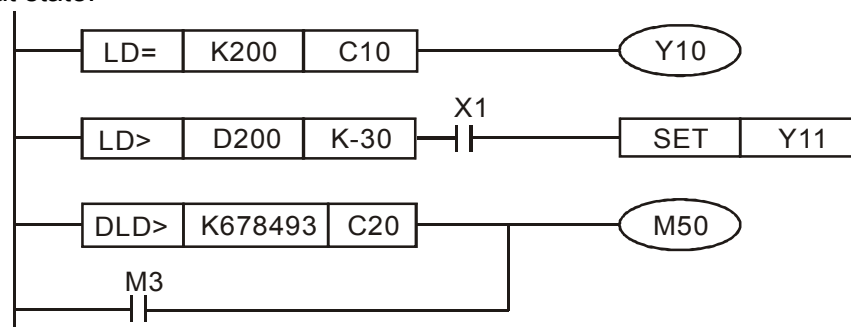 LD= K200 C10 Y10
X1
LD> D200 K-30 SET Y11
DLD> K678493 C20 M50
M3